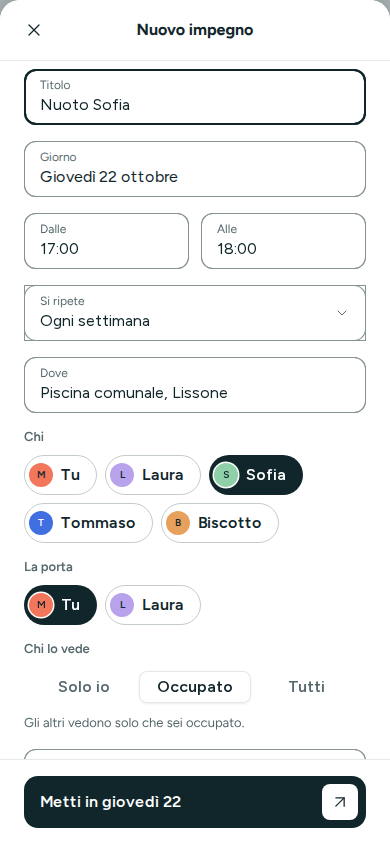 Nuovo impegno
Titolo
Nuoto Sofia
Giorno
Giovedì 22 ottobre
Dalle
17:00
Alle
18:00
Si ripete
Ogni settimana
Dove
Piscina comunale, Lissone
Chi
M Tu
L Laura
S Sofia
T Tommaso
B Biscotto
La porta
M Tu
L Laura
Chi lo vede
Solo io
Occupato
Tutti
Gli altri vedono solo che sei occupato.
Metti in giovedì 22